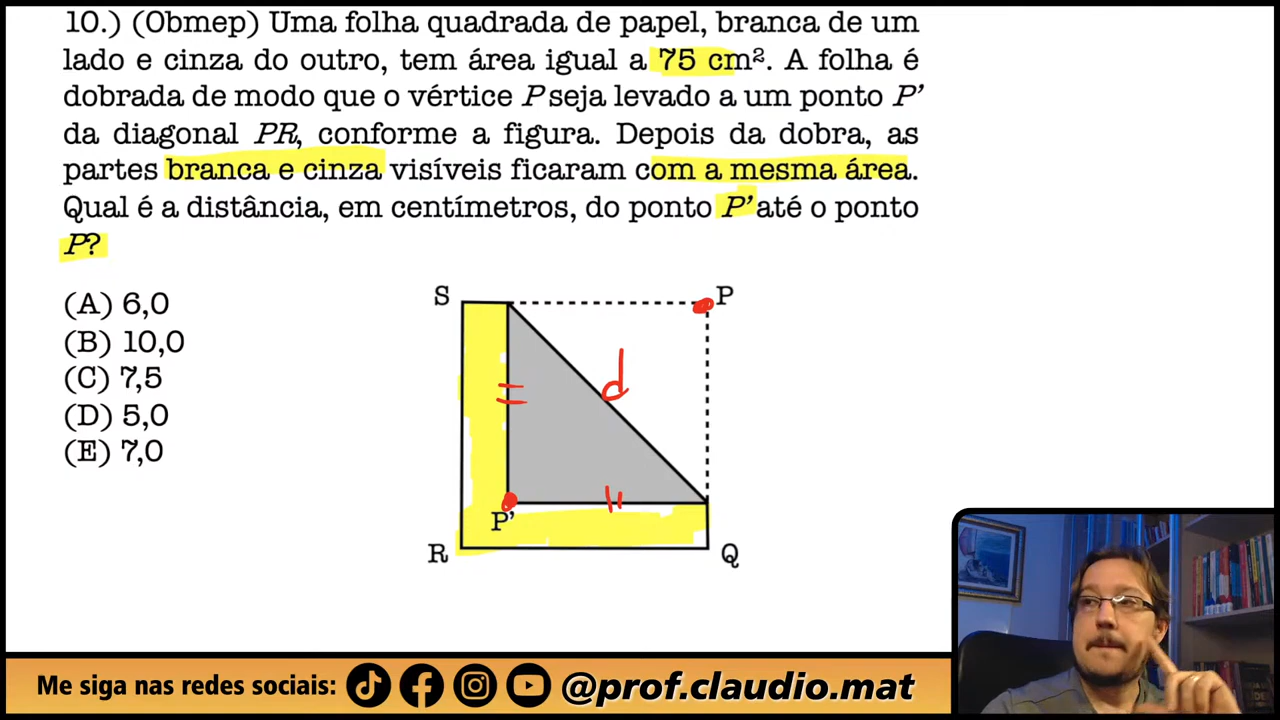 10.) (Obmep) Uma folha quadrada de papel, branca de um
lado e cinza do outro, tem área igual a 75 cm². A folha é
dobrada de modo que o vértice P seja levado a um ponto P’
da diagonal PR, conforme a figura. Depois da dobra, as
partes branca e cinza visíveis ficaram com a mesma área.
Qual é a distância, em centímetros, do ponto P’ até o ponto
P?
(A) 6,0
(B) 10,0
(C) 7,5
(D) 5,0
(E) 7,0
S
P
d
P’
R
Q
Me siga nas redes sociais: @prof.claudio.mat